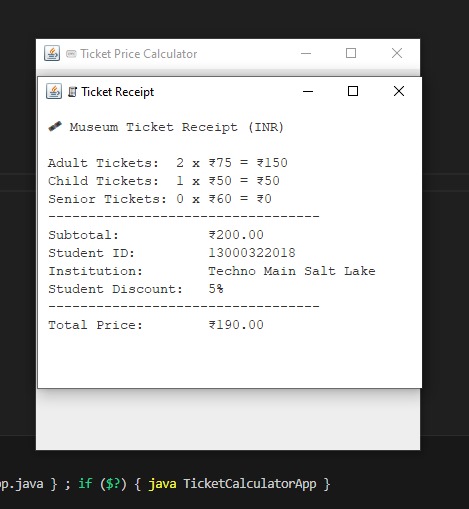 Ticket Price Calculator
Ticket Receipt
Museum Ticket Receipt (INR)
Adult Tickets:  2 x ₹75 = ₹150
Child Tickets:  1 x ₹50 = ₹50
Senior Tickets: 0 x ₹60 = ₹0
----------------------------------
Subtotal:        ₹200.00
Student ID:      13000322018
Institution:     Techno Main Salt Lake
Student Discount:   5%
----------------------------------
Total Price:     ₹190.00
p.java } ; if ($?) { java TicketCalculatorApp }